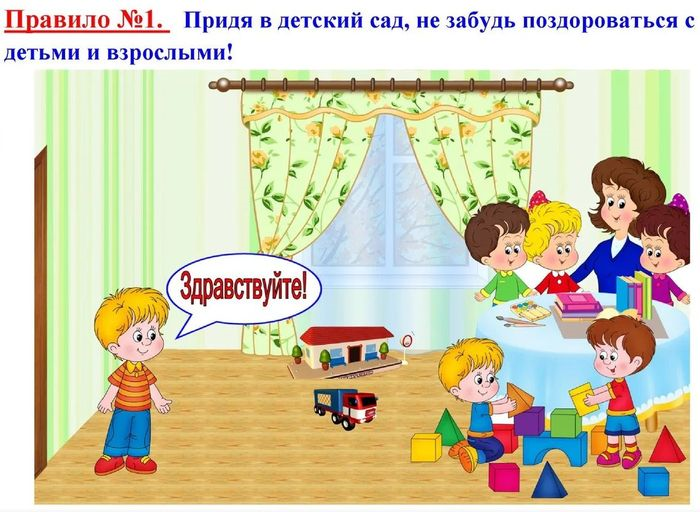 Правило №1. Придя в детский сад, не забудь поздороваться с
детьми и взрослыми!
Здравствуйте!